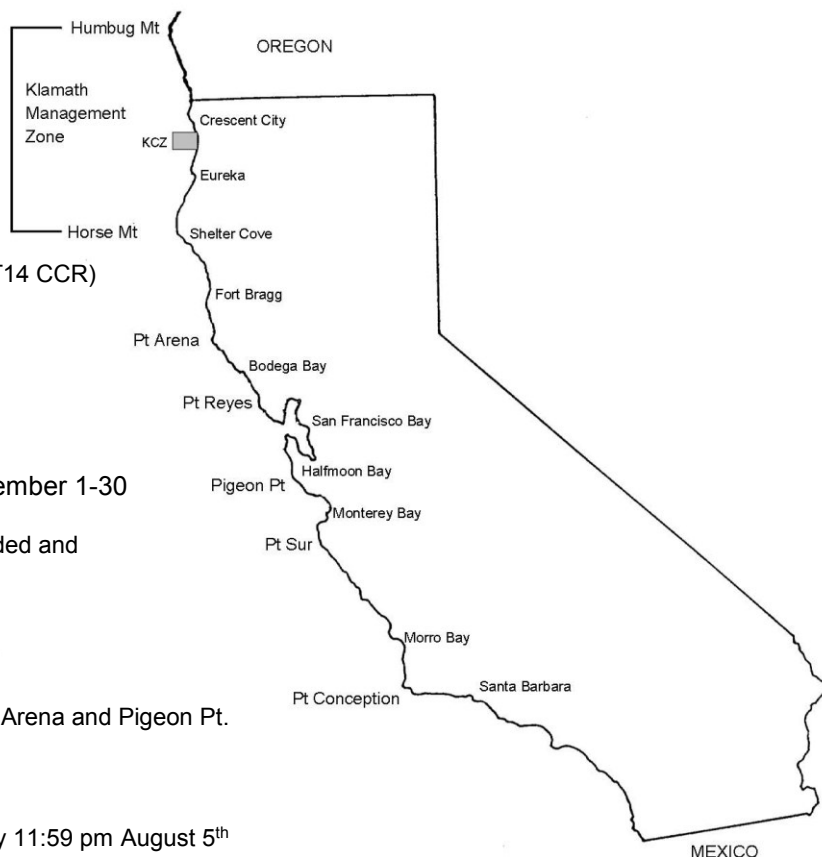 Humbug Mt
OREGON
Klamath
Management
Zone
Crescent City
KCZ
Eureka
Horse Mt
Shelter Cove
T14 CCR)
Fort Bragg
Pt Arena
Bodega Bay
Pt Reyes
San Francisco Bay
Halfmoon Bay
Pigeon Pt
ember 1-30
Monterey Bay
Pt Sur
ded and
Morro Bay
Santa Barbara
Pt Conception
Arena and Pigeon Pt.
y 11:59 pm August 5th
MEXICO